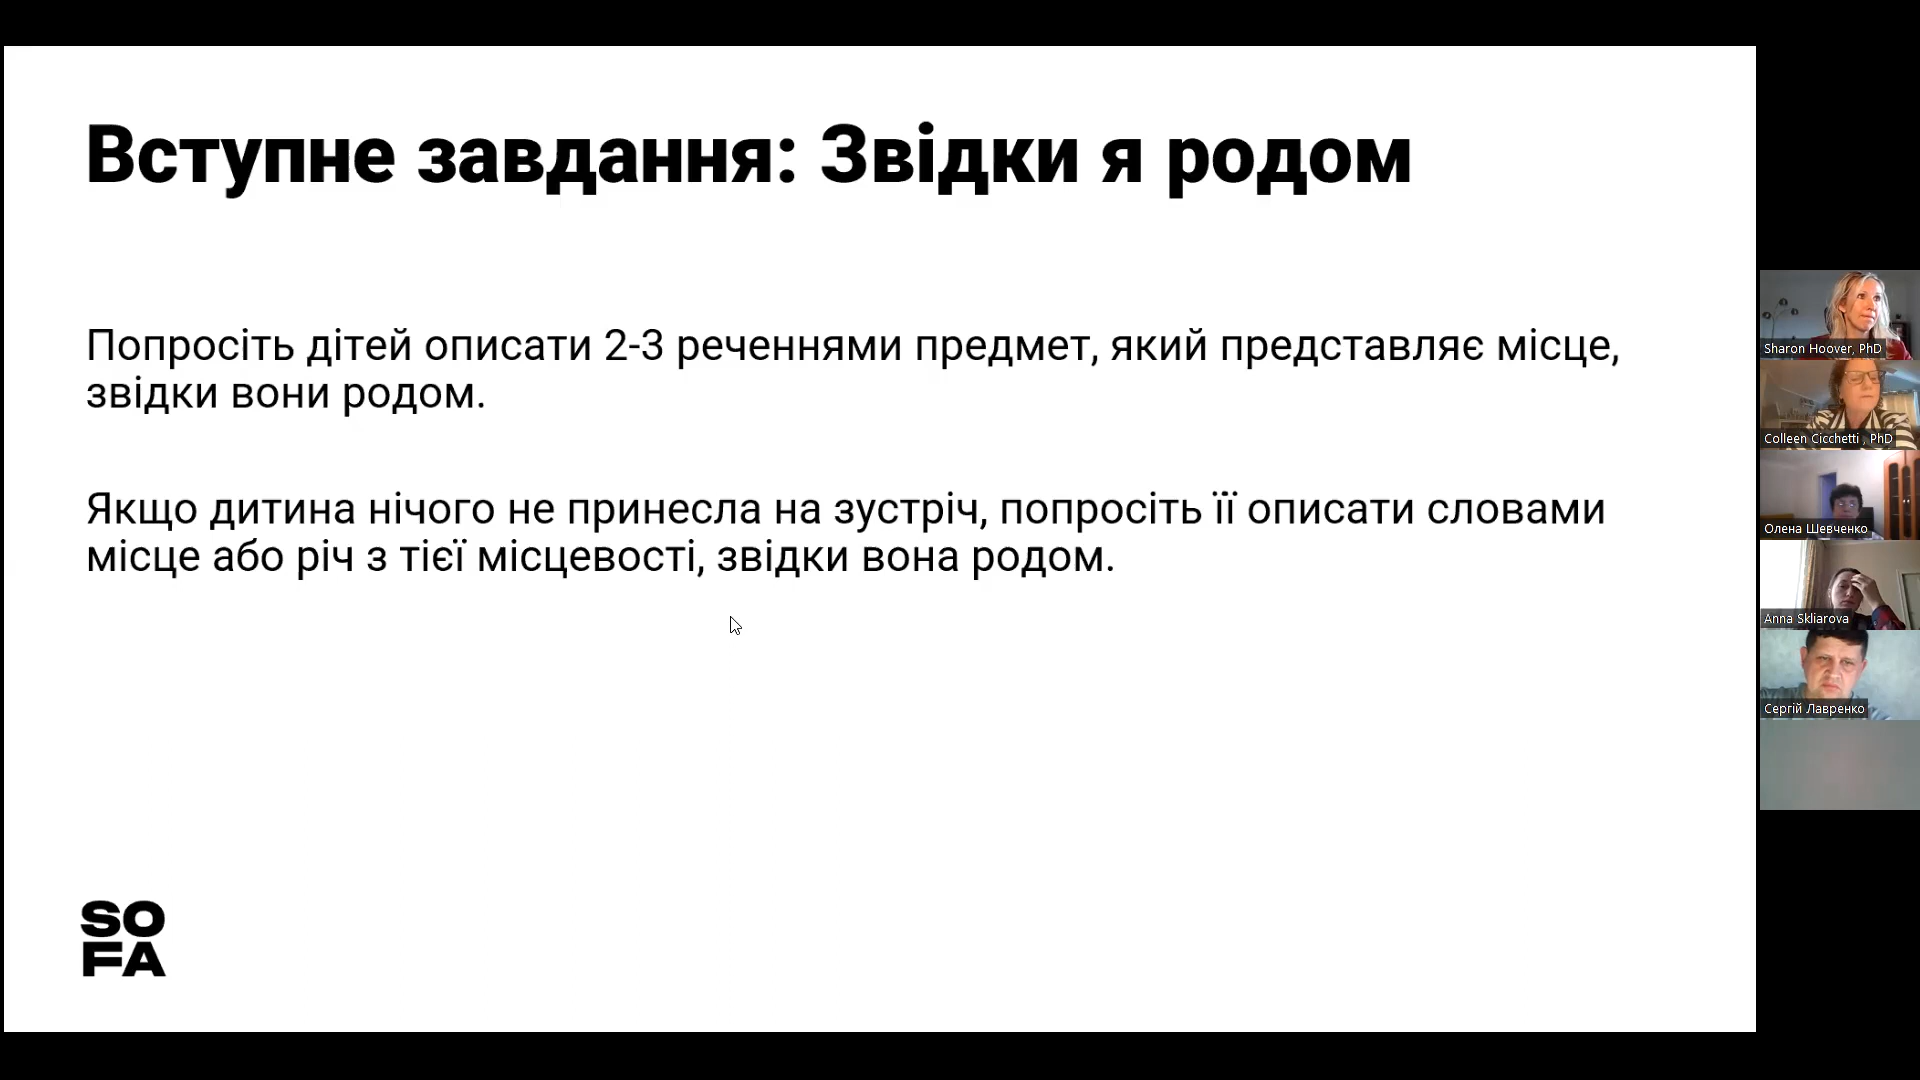 Вступне завдання: Звідки я родом
Попросіть дітей описати 2-3 реченнями предмет, який представляє місце,
звідки вони родом.
Якщо дитина нічого не принесла на зустріч, попросіть її описати словами
місце або річ з тієї місцевості, звідки вона родом.
SO
FA
Sharon Hoover, PhD
Colleen Cicchetti , PhD
Олена Шевченко
Anna Skliarova
Сергій Лавренко